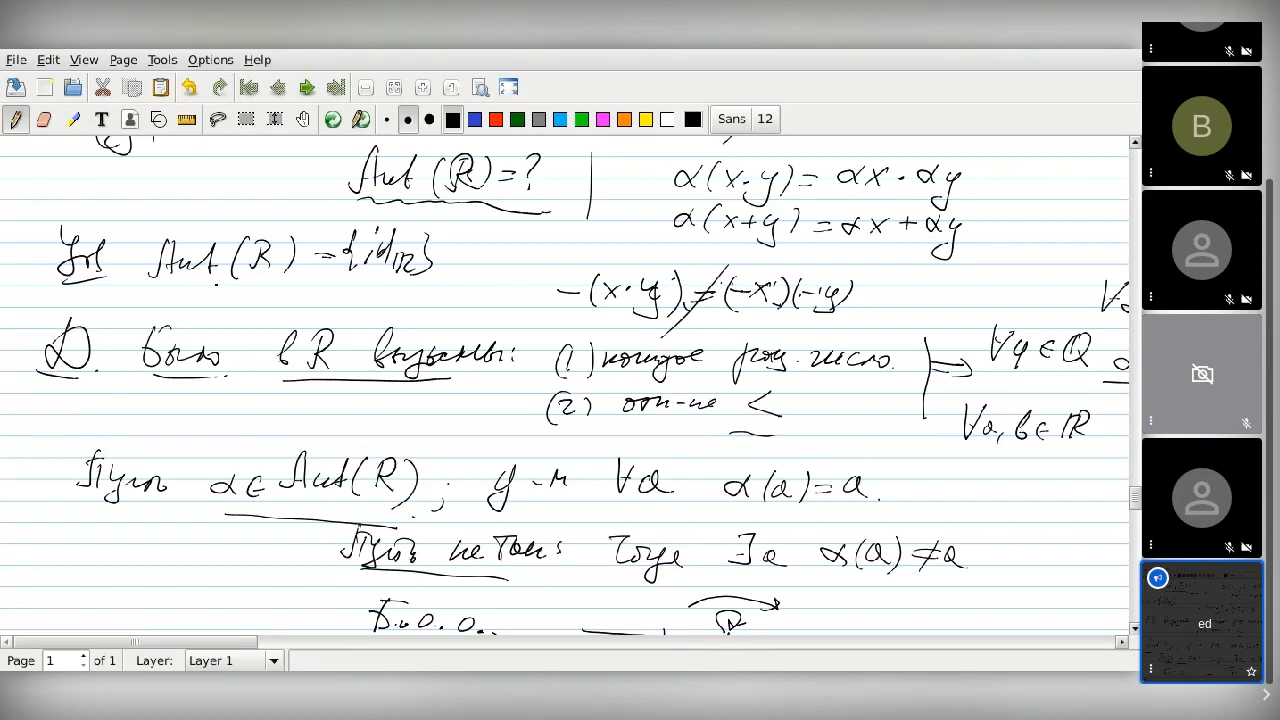 File Edit View Page Tools Options Help
Sans 12
Aut (ℝ) = ?
α(x·y) = αx · αy
α(x+y) = αx + αy
Утв Aut (ℝ) = {id_ℝ}
−(x·y) ≠ (−x)(−y)
В
D. Было в ℝ выразимы: (1) каждое рац. число. ⟹ ∀q∈ℚ
(2) отн-ие <
∀a, b ∈ ℝ
Пусть α ∈ Aut(ℝ); у-м ∀a α(a) = a.
Пусть не так: Тогда ∃a α(a) ≠ a
Б.о.о.
ℝ
B
ed
Page 1 of 1 Layer: Layer 1